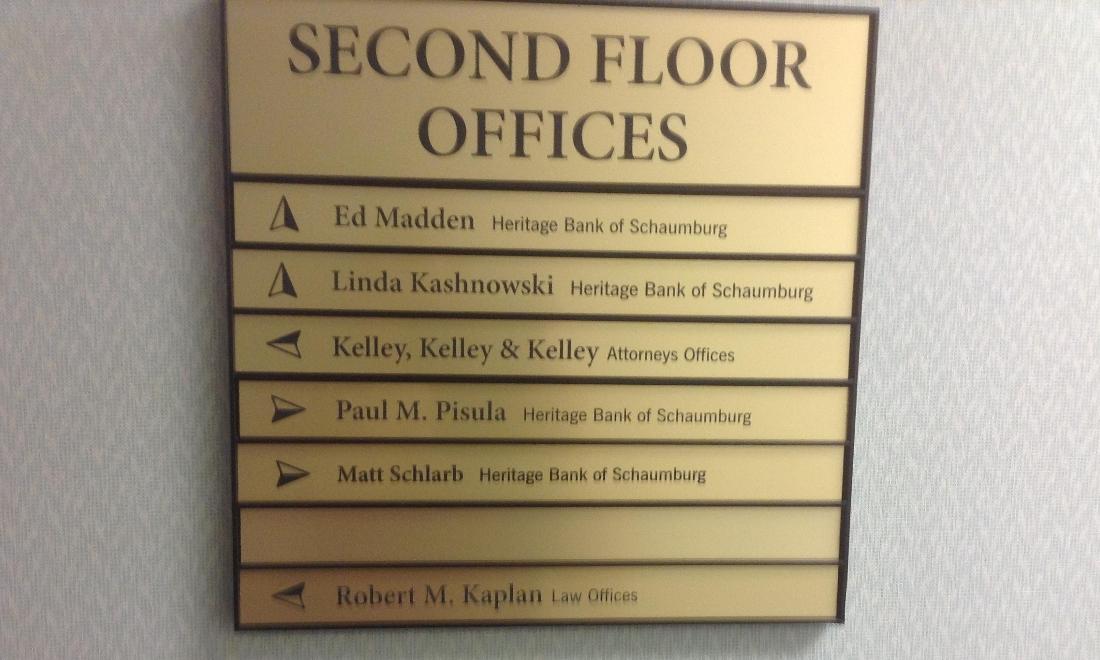 SECOND FLOOR
OFFICES
Ed Madden Heritage Bank of Schaumburg
Linda Kashnowski Heritage Bank of Schaumburg
Kelley, Kelley & Kelley Attorneys Offices
Paul M. Pisula Heritage Bank of Schaumburg
Matt Schlarb Heritage Bank of Schaumburg
Robert M. Kaplan Law Offices